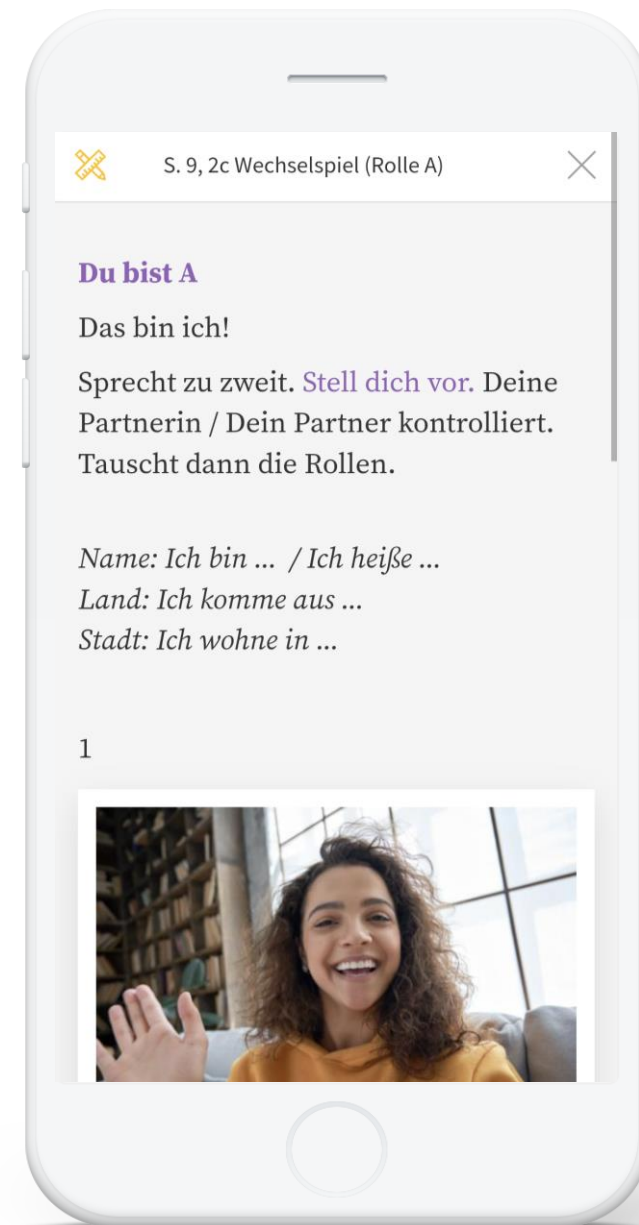 S. 9, 2c Wechselspiel (Rolle A)
Du bist A
Das bin ich!
Sprecht zu zweit. Stell dich vor. Deine
Partnerin / Dein Partner kontrolliert.
Tauscht dann die Rollen.
Name: Ich bin ... / Ich heiße ...
Land: Ich komme aus ...
Stadt: Ich wohne in ...
1